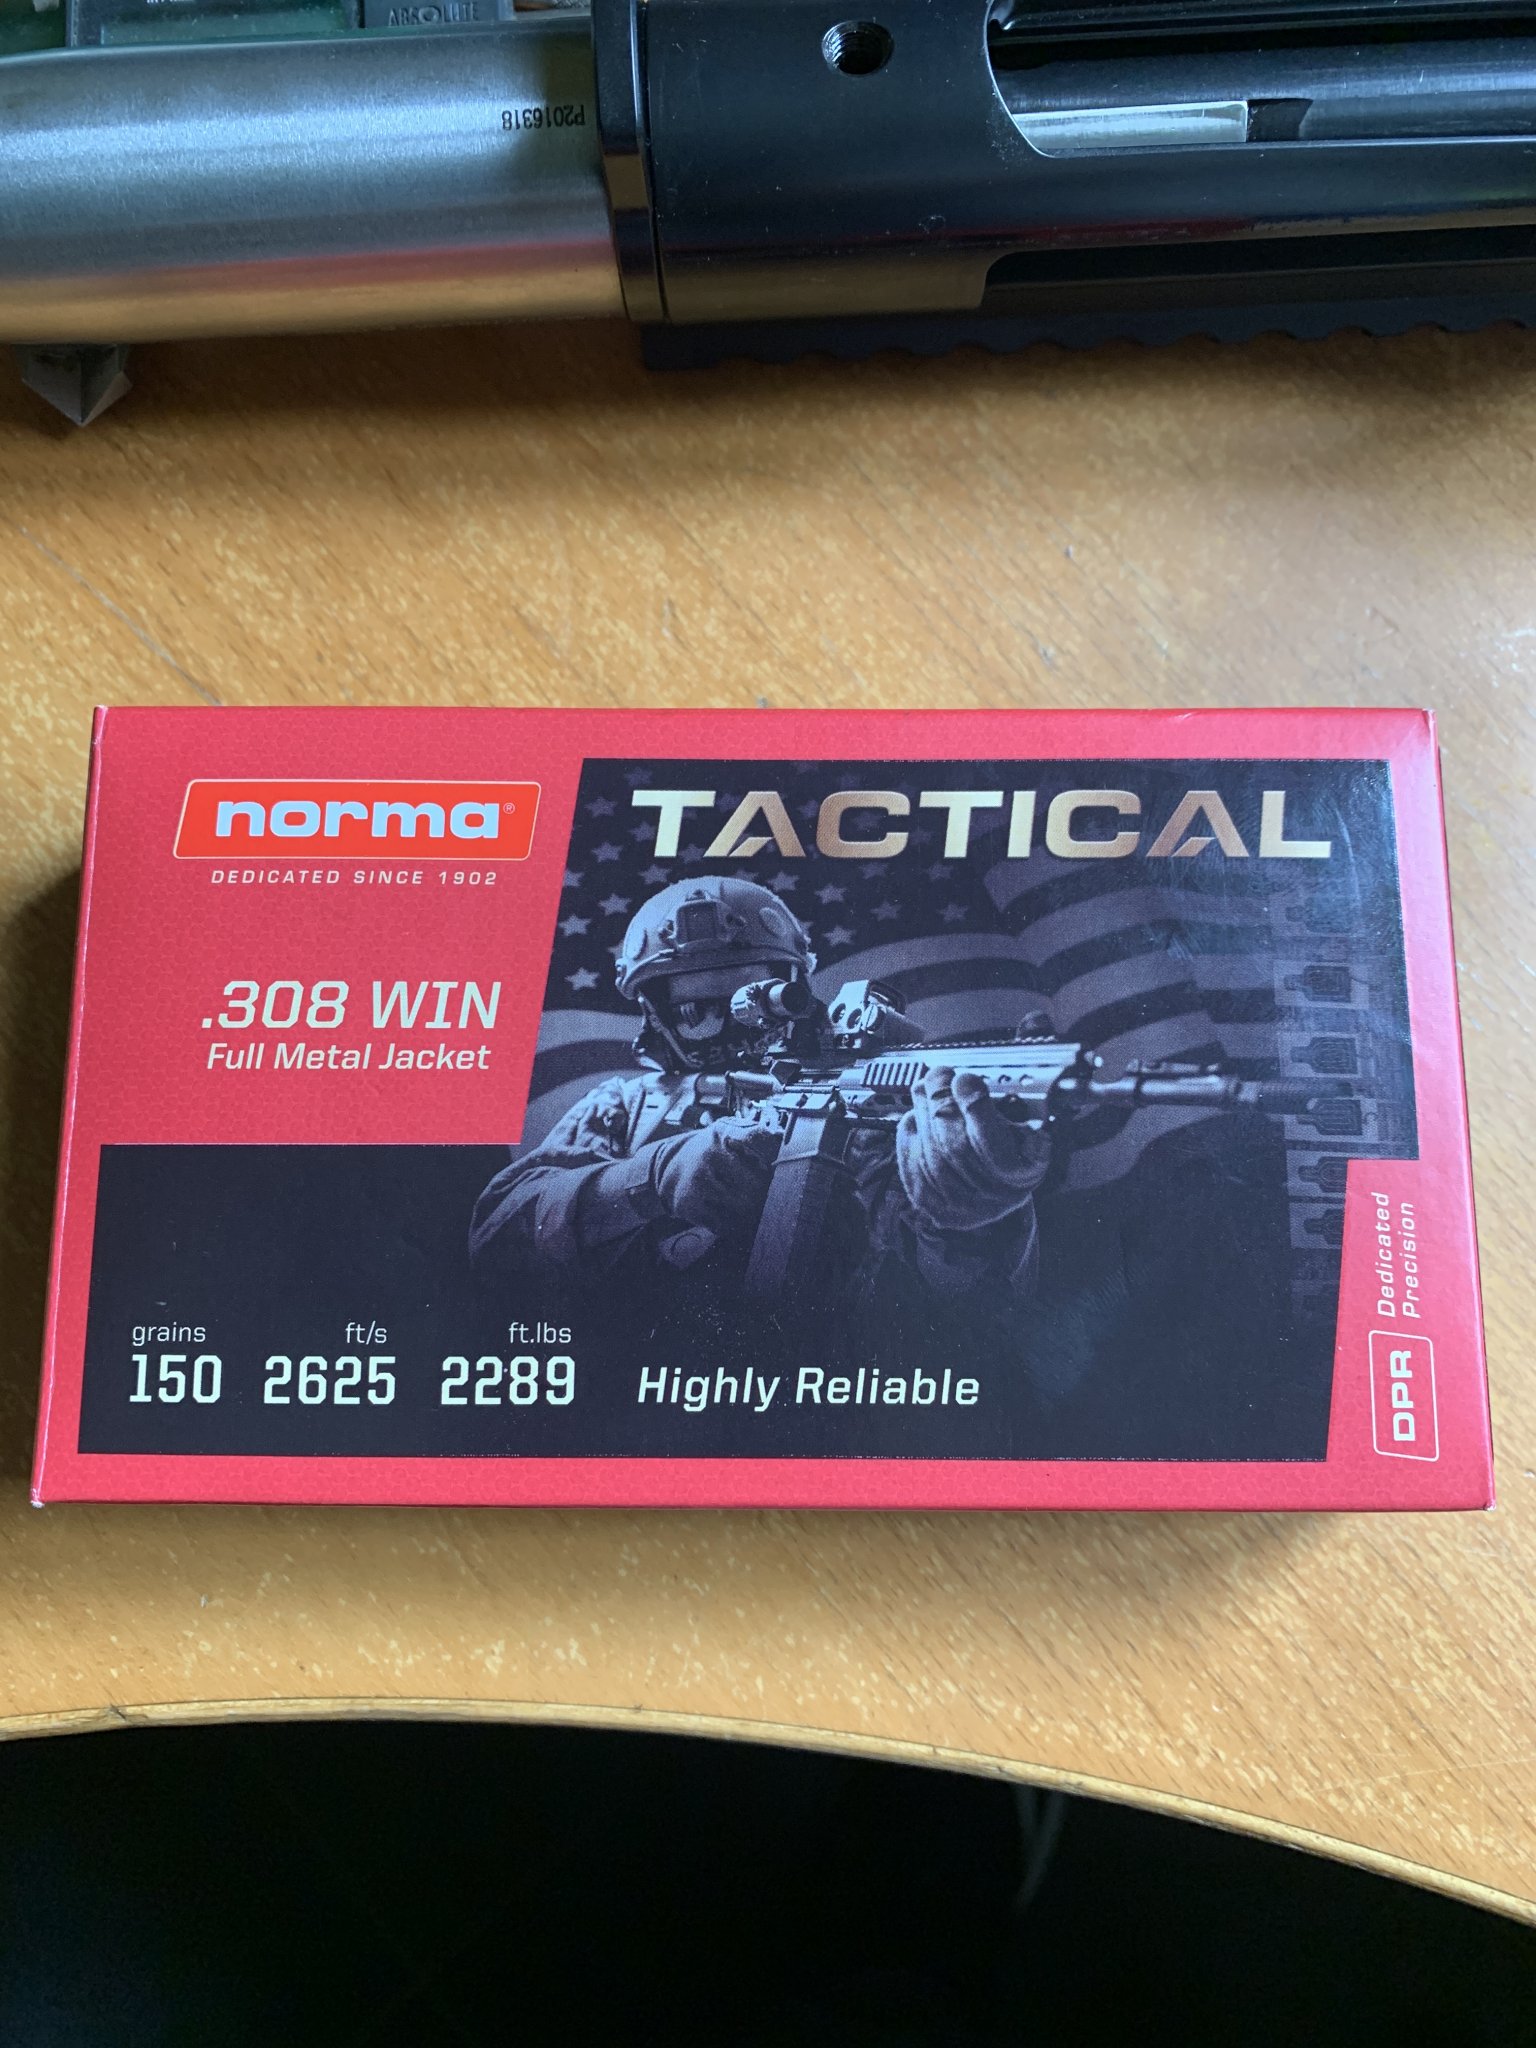 ABSOLUTE
P2016318
norma®
DEDICATED SINCE 1902
TACTICAL
.308 WIN
Full Metal Jacket
grains
150
ft/s
2625
ft.lbs
2289
Highly Reliable
DPR
Dedicated
Precision